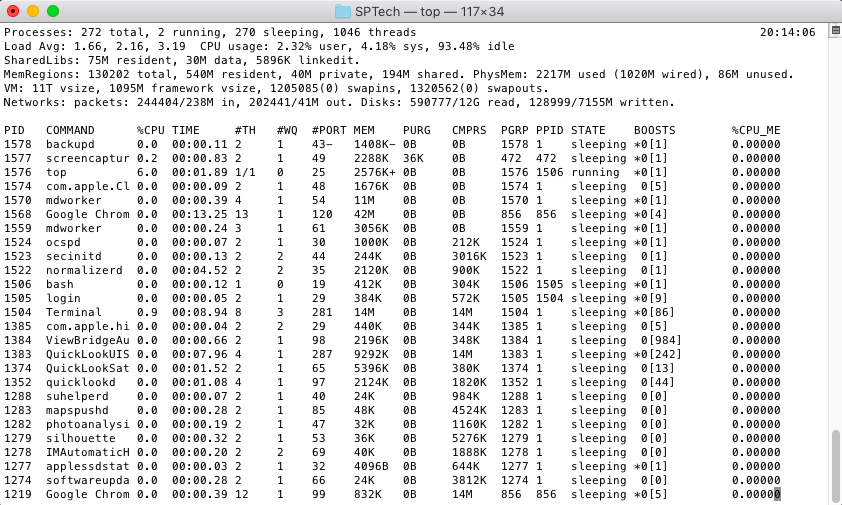 SPTech — top — 117×34
Processes: 272 total, 2 running, 270 sleeping, 1046 threads 20:14:06
Load Avg: 1.66, 2.16, 3.19  CPU usage: 2.32% user, 4.18% sys, 93.48% idle
SharedLibs: 75M resident, 30M data, 5896K linkedit.
MemRegions: 130202 total, 540M resident, 40M private, 194M shared. PhysMem: 2217M used (1020M wired), 86M unused.
VM: 11T vsize, 1095M framework vsize, 1205085(0) swapins, 1320562(0) swapouts.
Networks: packets: 244404/238M in, 202441/41M out. Disks: 590777/12G read, 128999/7155M written.
PID COMMAND %CPU TIME #TH #WQ #PORT MEM PURG CMPRS PGRP PPID STATE BOOSTS %CPU_ME
1578 backupd 0.0 00:00.11 2 1 43- 1408K- 0B 0B 1578 1 sleeping *0[1] 0.00000
1577 screencaptur 0.2 00:00.83 2 1 49 2288K 36K 0B 472 472 sleeping *0[1] 0.00000
1576 top 6.0 00:01.89 1/1 0 25 2576K+ 0B 0B 1576 1506 running *0[1] 0.00000
1574 com.apple.Cl 0.0 00:00.09 2 1 48 1676K 0B 0B 1574 1 sleeping 0[5] 0.00000
1570 mdworker 0.0 00:00.39 4 1 54 11M 0B 0B 1570 1 sleeping *0[1] 0.00000
1568 Google Chrom 0.0 00:13.25 13 1 120 42M 0B 0B 856 856 sleeping *0[4] 0.00000
1559 mdworker 0.0 00:00.24 3 1 61 3056K 0B 0B 1559 1 sleeping *0[1] 0.00000
1524 ocspd 0.0 00:00.07 2 1 30 1000K 0B 212K 1524 1 sleeping *0[1] 0.00000
1523 secinitd 0.0 00:00.13 2 2 44 244K 0B 3016K 1523 1 sleeping 0[1] 0.00000
1522 normalizerd 0.0 00:04.52 2 2 35 2120K 0B 900K 1522 1 sleeping 0[1] 0.00000
1506 bash 0.0 00:00.12 1 0 19 412K 0B 304K 1506 1505 sleeping *0[1] 0.00000
1505 login 0.0 00:00.05 2 1 29 384K 0B 572K 1505 1504 sleeping *0[9] 0.00000
1504 Terminal 0.9 00:08.94 8 3 281 14M 0B 14M 1504 1 sleeping *0[86] 0.00000
1385 com.apple.hi 0.0 00:00.04 2 2 29 440K 0B 344K 1385 1 sleeping 0[5] 0.00000
1384 ViewBridgeAu 0.0 00:00.66 2 1 98 2196K 0B 348K 1384 1 sleeping 0[984] 0.00000
1383 QuickLookUIS 0.0 00:07.96 4 1 287 9292K 0B 14M 1383 1 sleeping *0[242] 0.00000
1374 QuickLookSat 0.0 00:01.52 2 1 65 5396K 0B 380K 1374 1 sleeping 0[13] 0.00000
1352 quicklookd 0.0 00:01.08 4 1 97 2124K 0B 1820K 1352 1 sleeping 0[44] 0.00000
1288 suhelperd 0.0 00:00.07 2 1 40 24K 0B 984K 1288 1 sleeping 0[0] 0.00000
1283 mapspushd 0.0 00:00.28 2 1 85 48K 0B 4524K 1283 1 sleeping 0[0] 0.00000
1282 photoanalysi 0.0 00:00.19 2 1 47 32K 0B 1160K 1282 1 sleeping 0[0] 0.00000
1279 silhouette 0.0 00:00.32 2 1 53 36K 0B 5276K 1279 1 sleeping 0[0] 0.00000
1278 IMAutomaticH 0.0 00:00.20 2 2 69 40K 0B 1888K 1278 1 sleeping 0[0] 0.00000
1277 applessdstat 0.0 00:00.03 2 1 32 4096B 0B 644K 1277 1 sleeping *0[1] 0.00000
1274 softwareupda 0.0 00:00.28 2 1 66 24K 0B 3812K 1274 1 sleeping 0[0] 0.00000
1219 Google Chrom 0.0 00:00.39 12 1 99 832K 0B 14M 856 856 sleeping *0[5] 0.00000